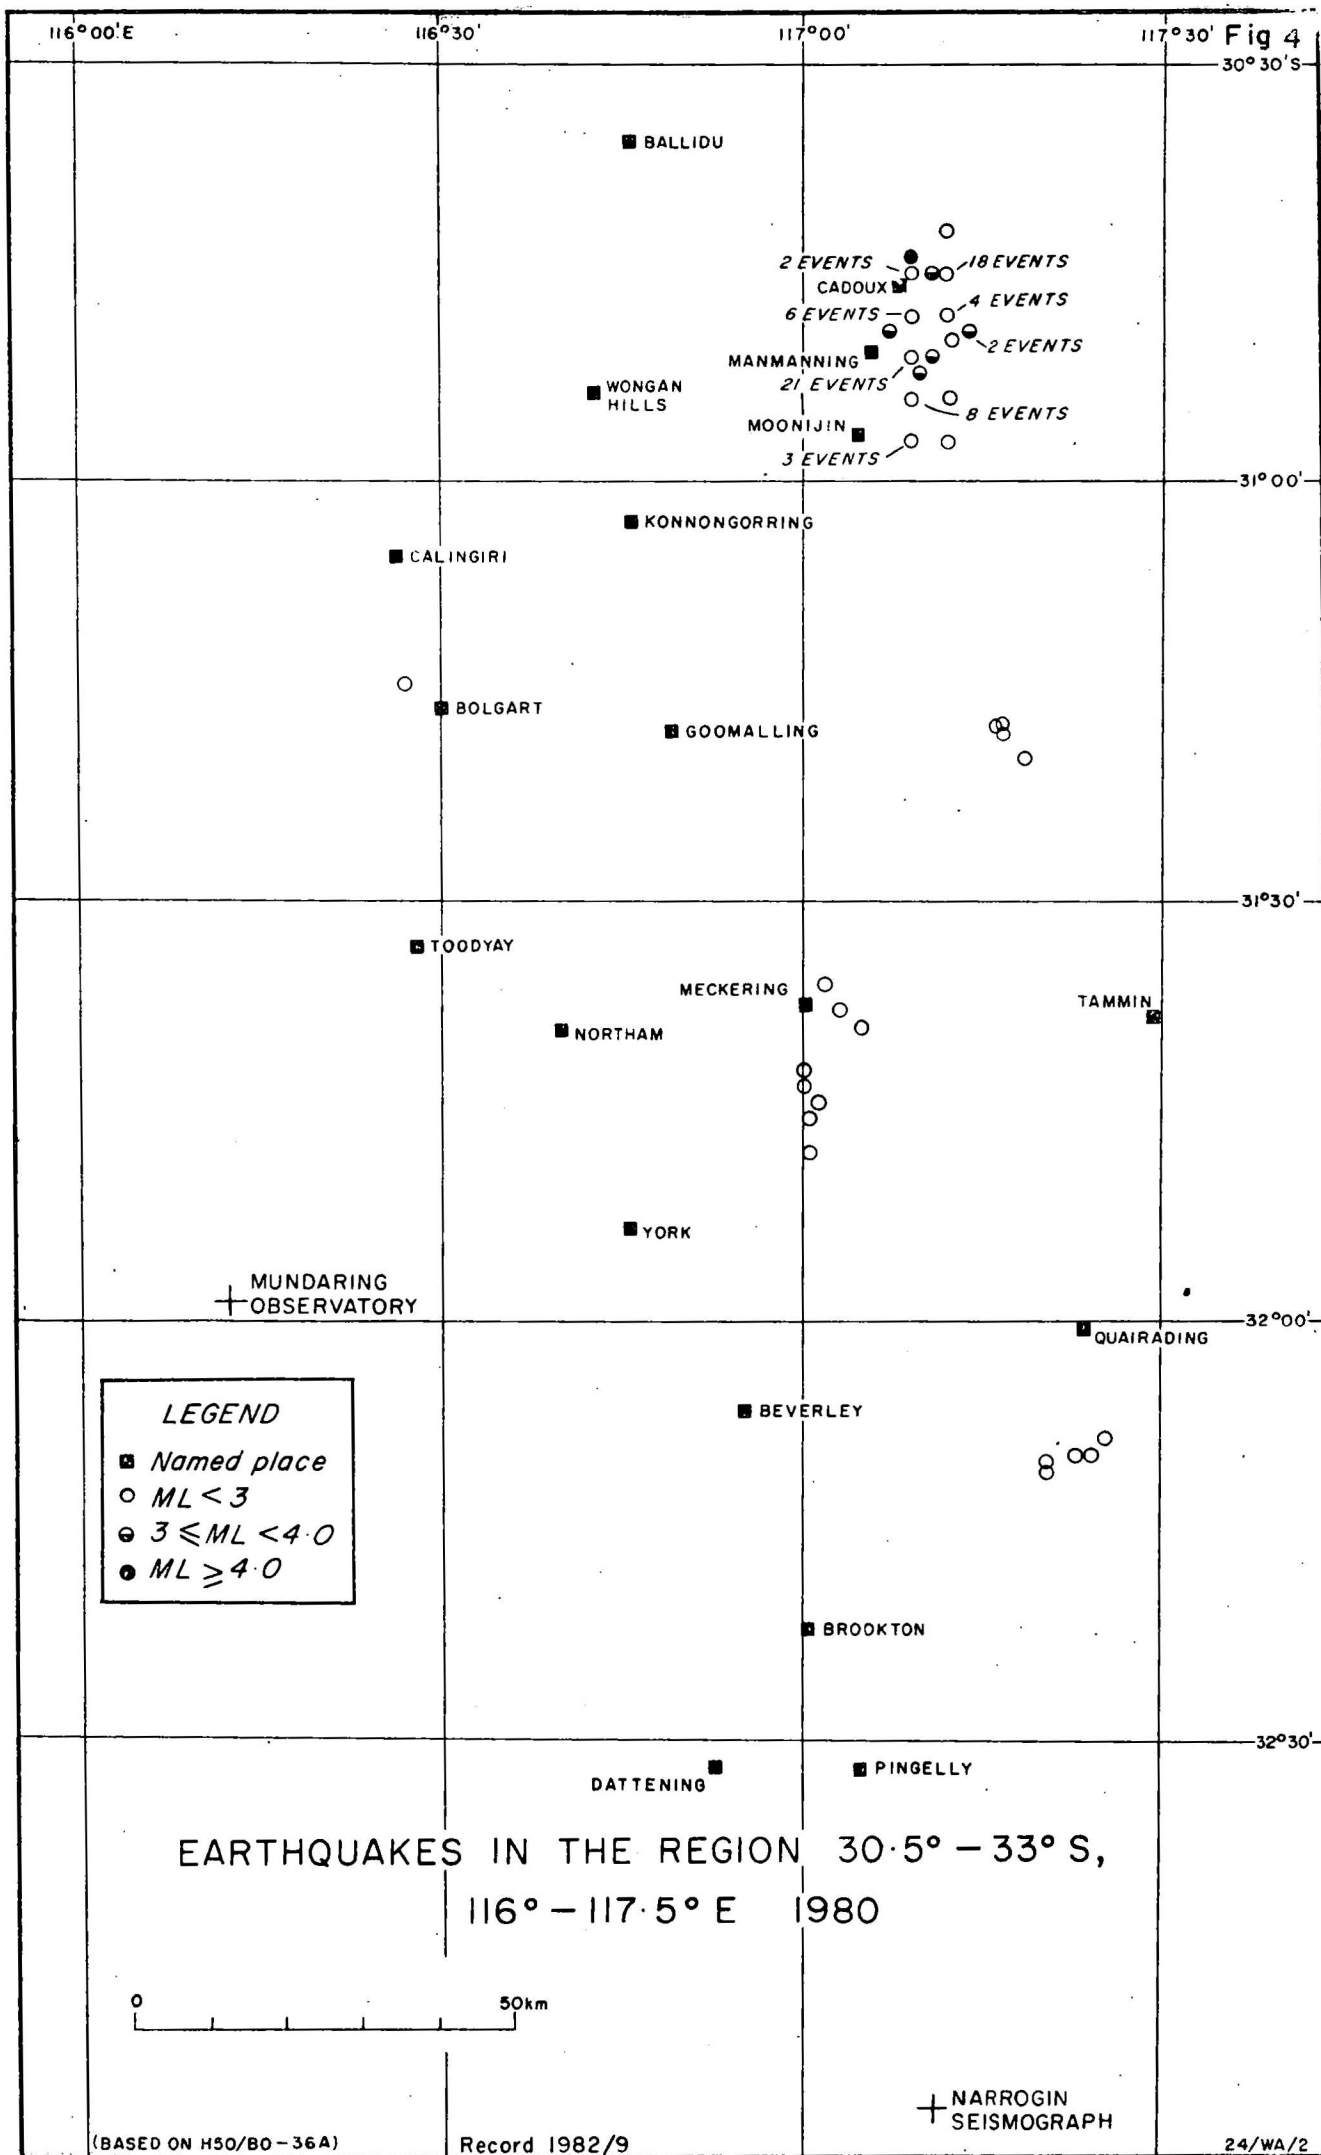 116°00'E
116°30'
117°00'
117°30' Fig 4
30°30'S
BALLIDU
2 EVENTS
18 EVENTS
CADOUX
6 EVENTS
4 EVENTS
2 EVENTS
MANMANNING
21 EVENTS
WONGAN
HILLS
8 EVENTS
MOONIJIN
3 EVENTS
31°00'
KONNONGORRING
CALINGIRI
BOLGART
GOOMALLING
31°30'
TOODYAY
MECKERING
TAMMIN
NORTHAM
YORK
MUNDARING
OBSERVATORY
32°00'
QUAIRADING
BEVERLEY
LEGEND
Named place
ML < 3
3 ⩽ ML < 4·0
ML ⩾ 4·0
BROOKTON
32°30'
DATTENING
PINGELLY
EARTHQUAKES IN THE REGION 30·5° – 33° S,
116° – 117·5° E 1980
0 50km
NARROGIN
SEISMOGRAPH
(BASED ON H50/B0-36A) Record 1982/9 24/WA/2